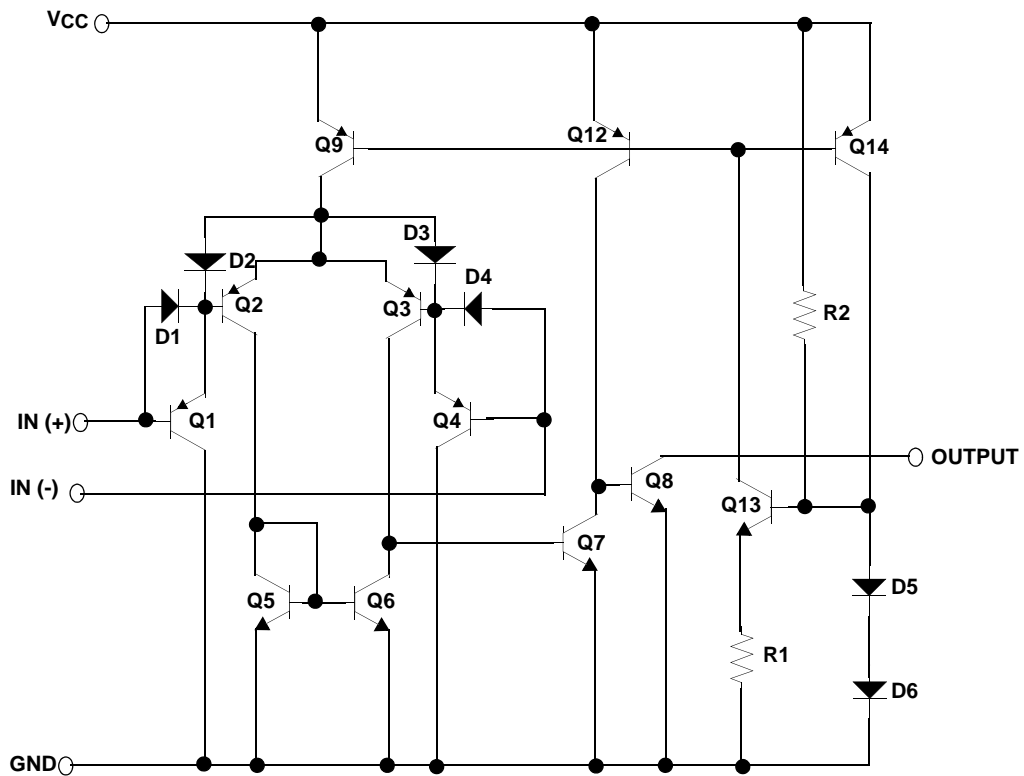 VCC
Q9
Q12
Q14
D3
D2
D4
Q2
Q3
D1
R2
IN (+)
Q1
Q4
OUTPUT
IN (-)
Q8
Q13
Q7
Q5
Q6
D5
R1
D6
GND